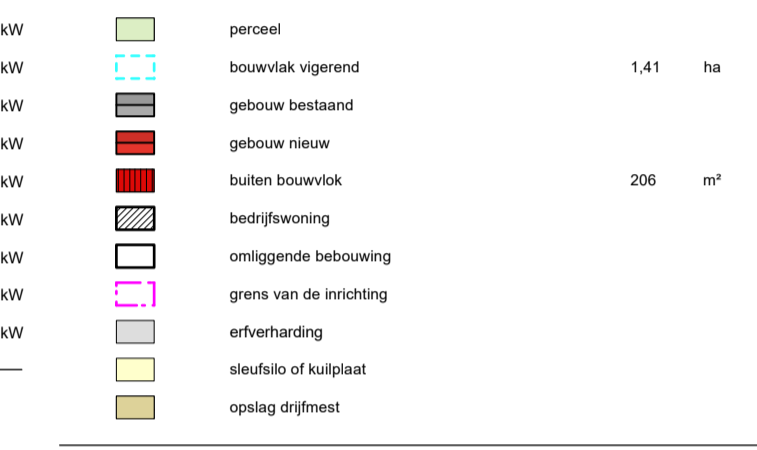 kW perceel
kW bouwvlak vigerend 1,41 ha
kW gebouw bestaand
kW gebouw nieuw
kW buiten bouwvlok 206 m²
kW bedrijfswoning
kW omliggende bebouwing
kW grens van de inrichting
kW erfverharding
sleufsilo of kuilplaat
opslag drijfmest